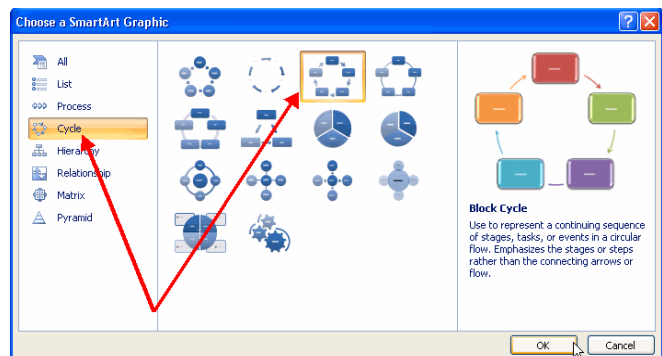 Choose a SmartArt Graphic
All
List
Process
Cycle
Hierarchy
Relationship
Matrix
Pyramid
Block Cycle
Use to represent a continuing sequence
of stages, tasks, or events in a circular
flow. Emphasizes the stages or steps
rather than the connecting arrows or
flow.
OK
Cancel